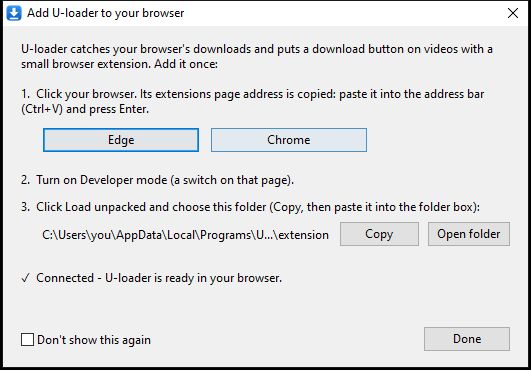 Add U-loader to your browser
U-loader catches your browser's downloads and puts a download button on videos with a
small browser extension. Add it once:
1. Click your browser. Its extensions page address is copied: paste it into the address bar
(Ctrl+V) and press Enter.
Edge
Chrome
2. Turn on Developer mode (a switch on that page).
3. Click Load unpacked and choose this folder (Copy, then paste it into the folder box):
C:\Users\you\AppData\Local\Programs\U...\extension
Copy
Open folder
✓ Connected - U-loader is ready in your browser.
Don't show this again
Done